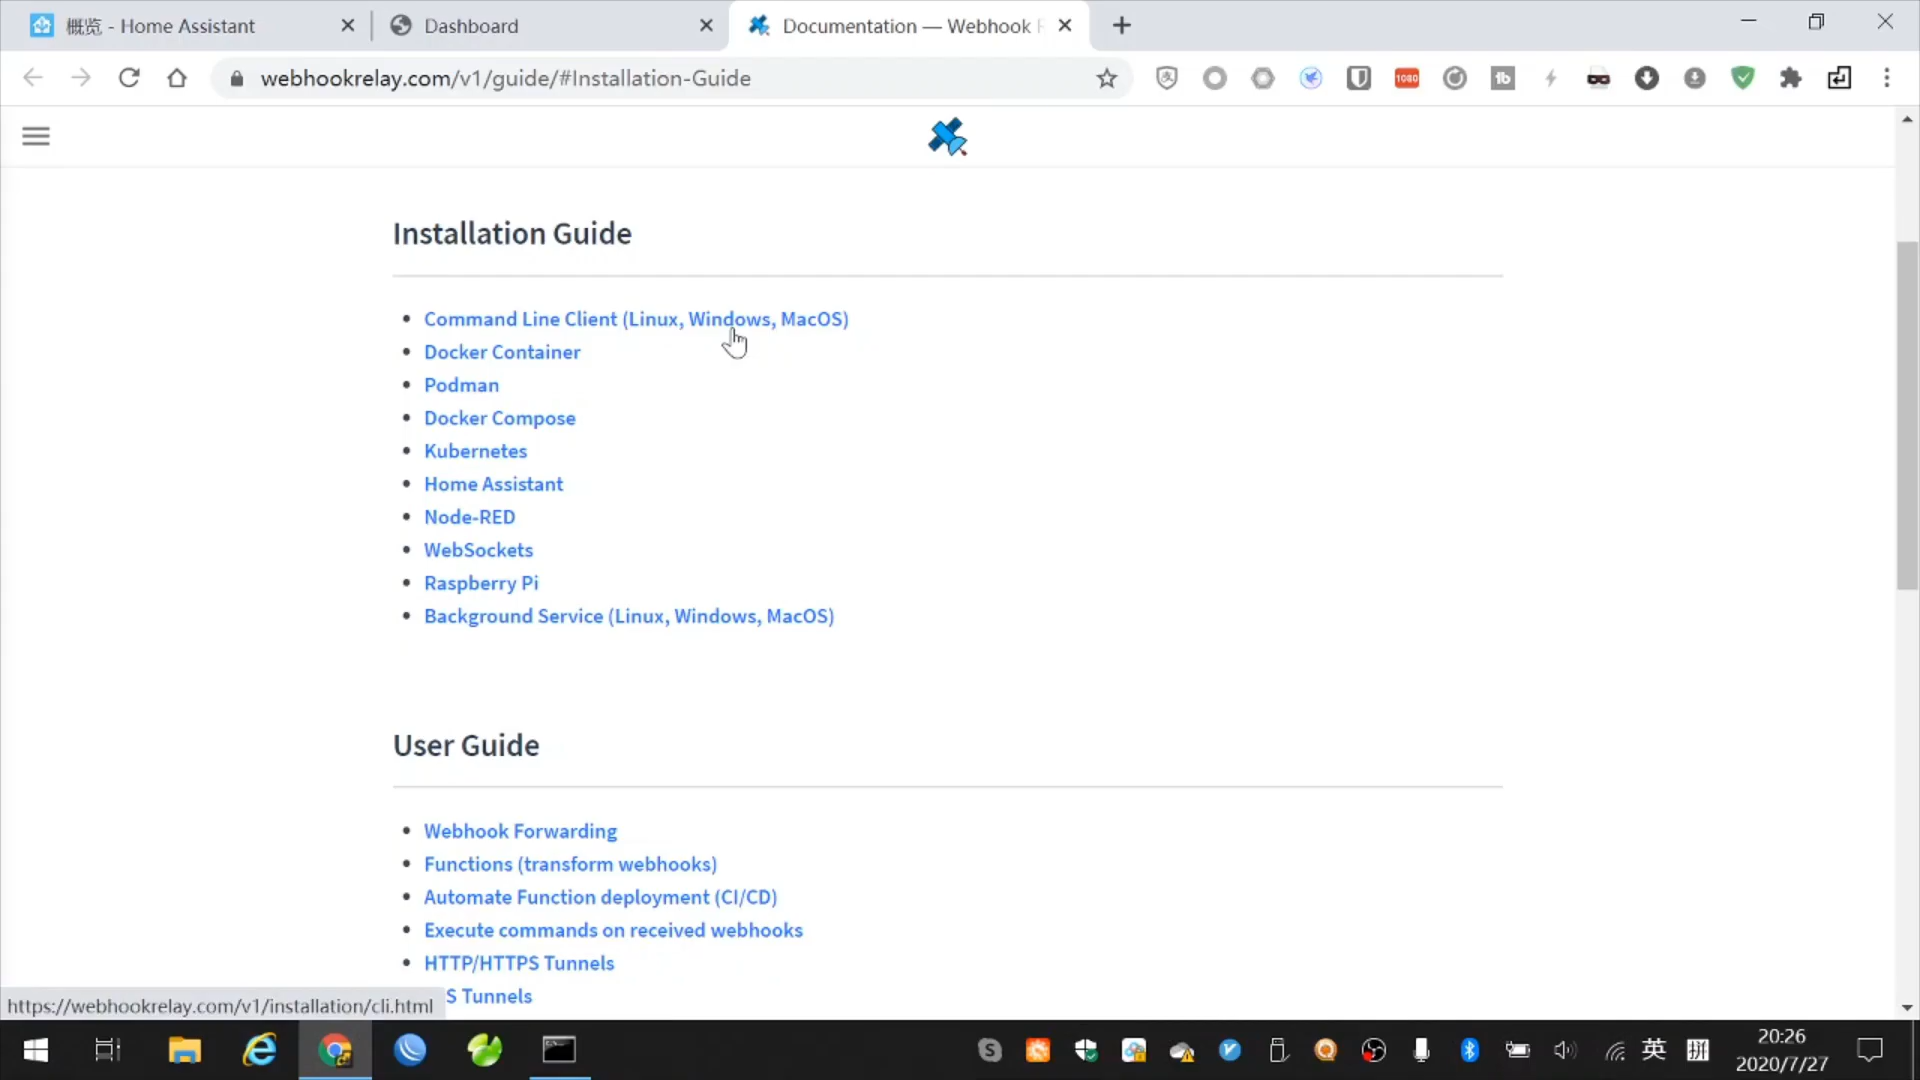 概览 - Home Assistant
Dashboard
Documentation — Webhook
webhookrelay.com/v1/guide/#Installation-Guide
1080
Installation Guide
Command Line Client (Linux, Windows, MacOS)
Docker Container
Podman
Docker Compose
Kubernetes
Home Assistant
Node-RED
WebSockets
Raspberry Pi
Background Service (Linux, Windows, MacOS)
User Guide
Webhook Forwarding
Functions (transform webhooks)
Automate Function deployment (CI/CD)
Execute commands on received webhooks
HTTP/HTTPS Tunnels
S Tunnels
https://webhookrelay.com/v1/installation/cli.html
英
拼
20:26
2020/7/27